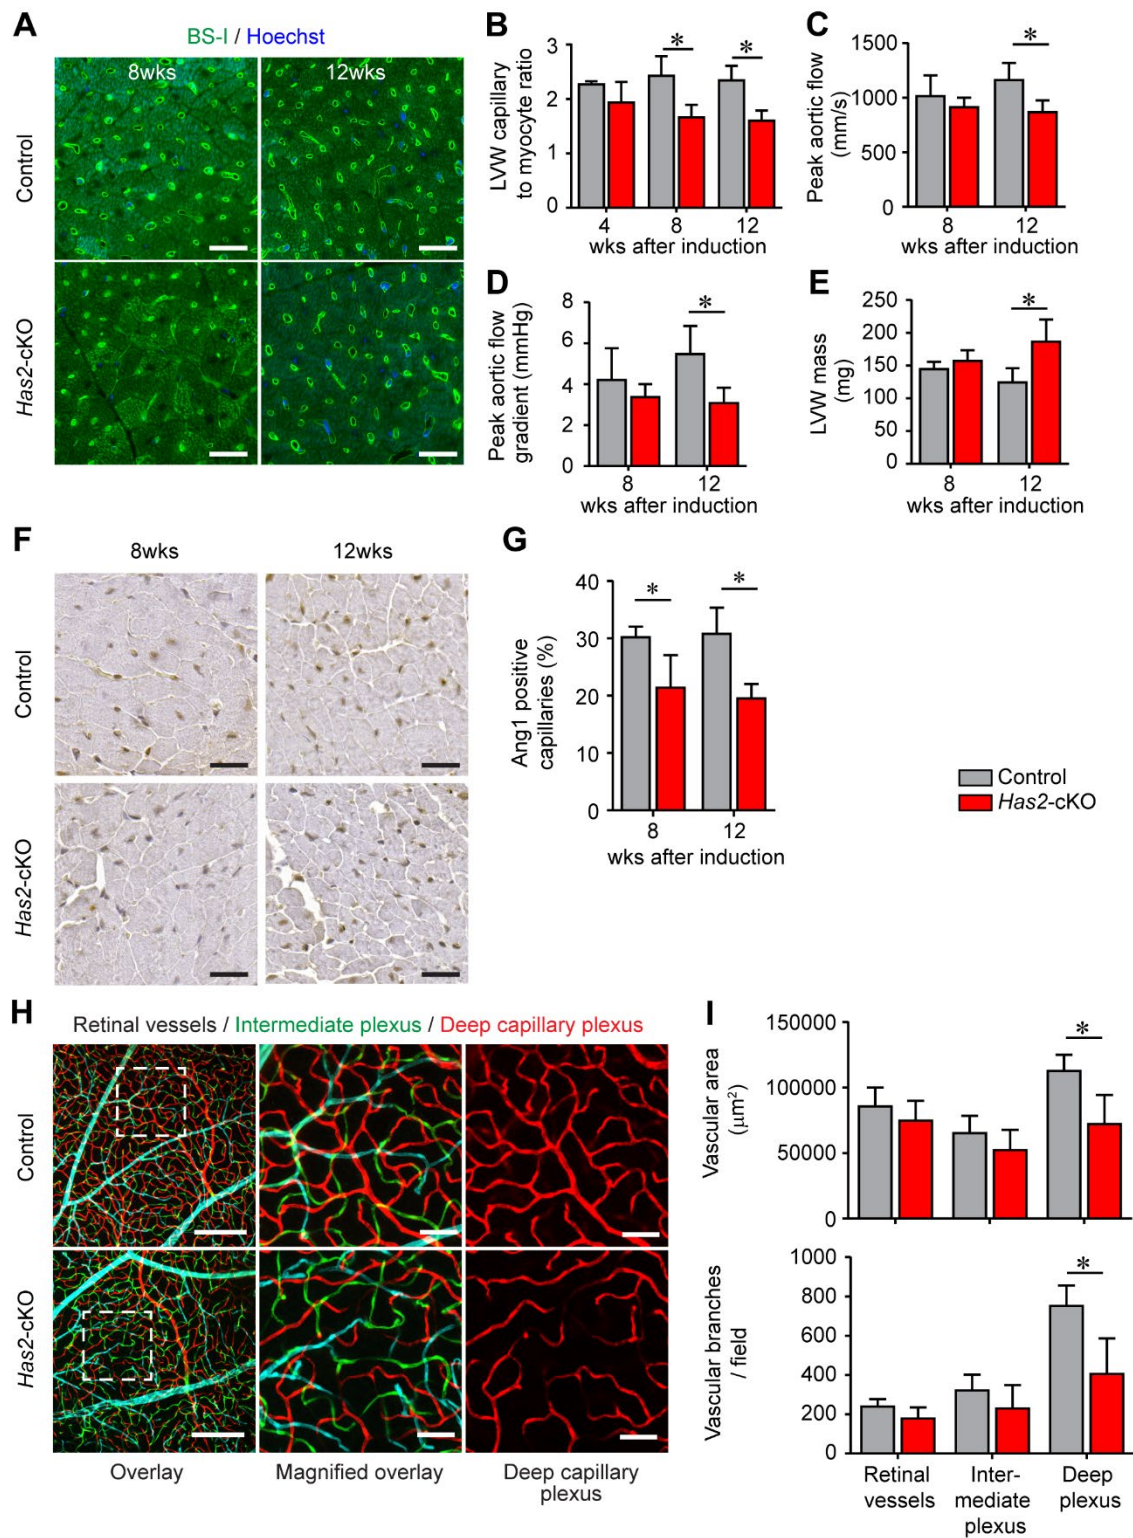 A
BS-I / Hoechst
8wks
12wks
Control
Has2-cKO
B
LVW capillary
to myocyte ratio
3
2
1
0
*
*
4
8
12
wks after induction
C
Peak aortic flow
(mm/s)
1500
1000
500
0
*
8
12
wks after induction
D
Peak aortic flow
gradient (mmHg)
8
6
4
2
0
*
8
12
wks after induction
E
LVW mass
(mg)
250
200
150
100
50
0
*
8
12
wks after induction
F
8wks
12wks
Control
Has2-cKO
G
Ang1 positive
capillaries (%)
40
30
20
10
0
*
*
8
12
wks after induction
Control
Has2-cKO
H
Retinal vessels / Intermediate plexus / Deep capillary plexus
Control
Has2-cKO
Overlay
Magnified overlay
Deep capillary
plexus
I
Vascular area
(µm²)
150000
100000
50000
0
*
Vascular branches
/ field
1000
800
600
400
200
0
*
Retinal
vessels
Inter-
mediate
plexus
Deep
plexus